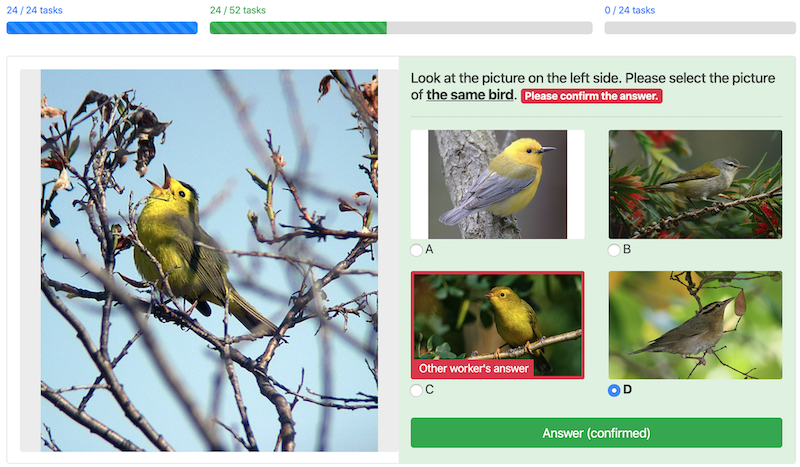 24 / 24 tasks
24 / 52 tasks
0 / 24 tasks
Look at the picture on the left side. Please select the picture
of the same bird. Please confirm the answer.
A
B
Other worker's answer
C
D
Answer (confirmed)